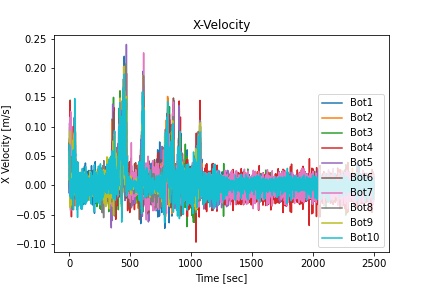 X-Velocity
X Velocity [m/s]
0.25
0.20
0.15
0.10
0.05
0.00
−0.05
−0.10
0
500
1000
1500
2000
2500
Time [sec]
Bot1
Bot2
Bot3
Bot4
Bot5
Bot6
Bot7
Bot8
Bot9
Bot10